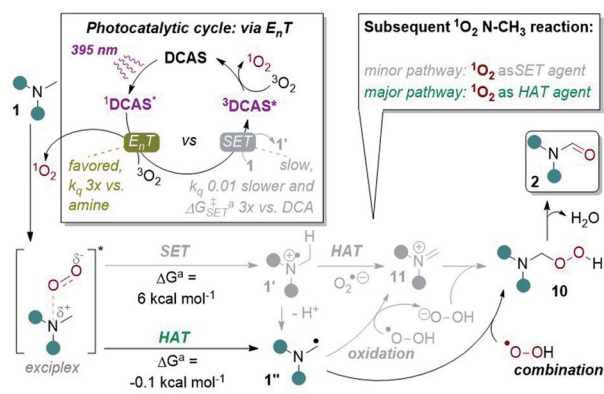 Photocatalytic cycle: via EnT
395 nm
DCAS
¹O₂
³O₂
¹DCAS*
³DCAS*
EnT
vs
SET
1'
1
³O₂
favored,
kq 3x vs.
amine
slow,
kq 0.01 slower and
ΔG‡SETᵃ 3x vs. DCA
Subsequent ¹O₂ N-CH₃ reaction:
minor pathway: ¹O₂ asSET agent
major pathway: ¹O₂ as HAT agent
1
N
¹O₂
N
O
2
H₂O
*
δ-
O
O
δ+
N
exciplex
SET
ΔGᵃ =
6 kcal mol-1
H
N
1'
HAT
O₂•⊖
N
11
N
O
O
H
10
- H⁺
⊖O-OH
•O-OH
oxidation
HAT
ΔGᵃ =
-0.1 kcal mol-1
N
1"
•O-OH
combination